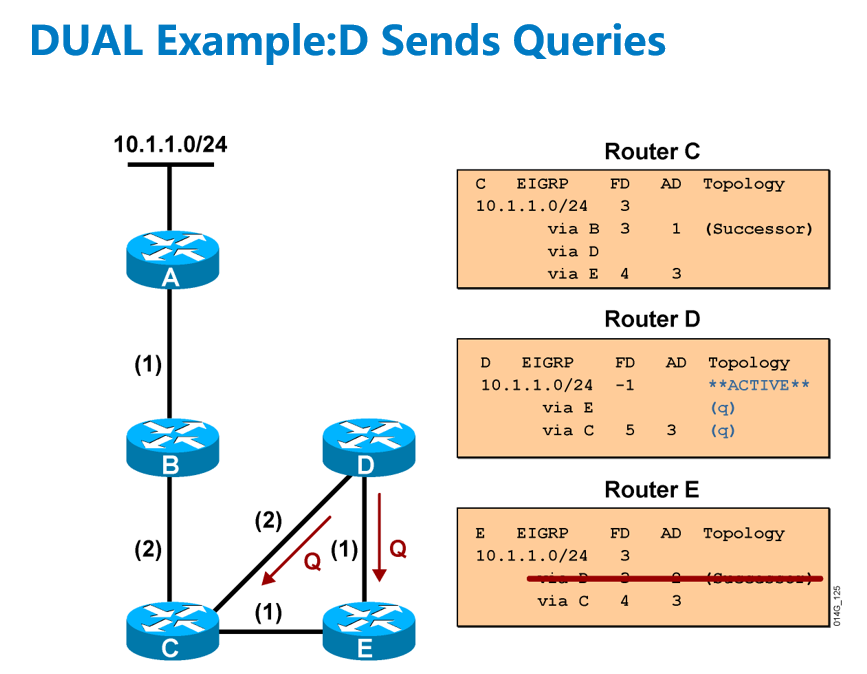 DUAL Example:D Sends Queries
10.1.1.0/24
A
(1)
B
D
(2)
(2)
Q
(1)
Q
C
(1)
E
Router C
C EIGRP FD AD Topology
10.1.1.0/24 3
via B 3 1 (Successor)
via D
via E 4 3
Router D
D EIGRP FD AD Topology
10.1.1.0/24 -1 **ACTIVE**
via E (q)
via C 5 3 (q)
Router E
E EIGRP FD AD Topology
10.1.1.0/24 3
via D 3 2 (Successor)
via C 4 3
014G_125